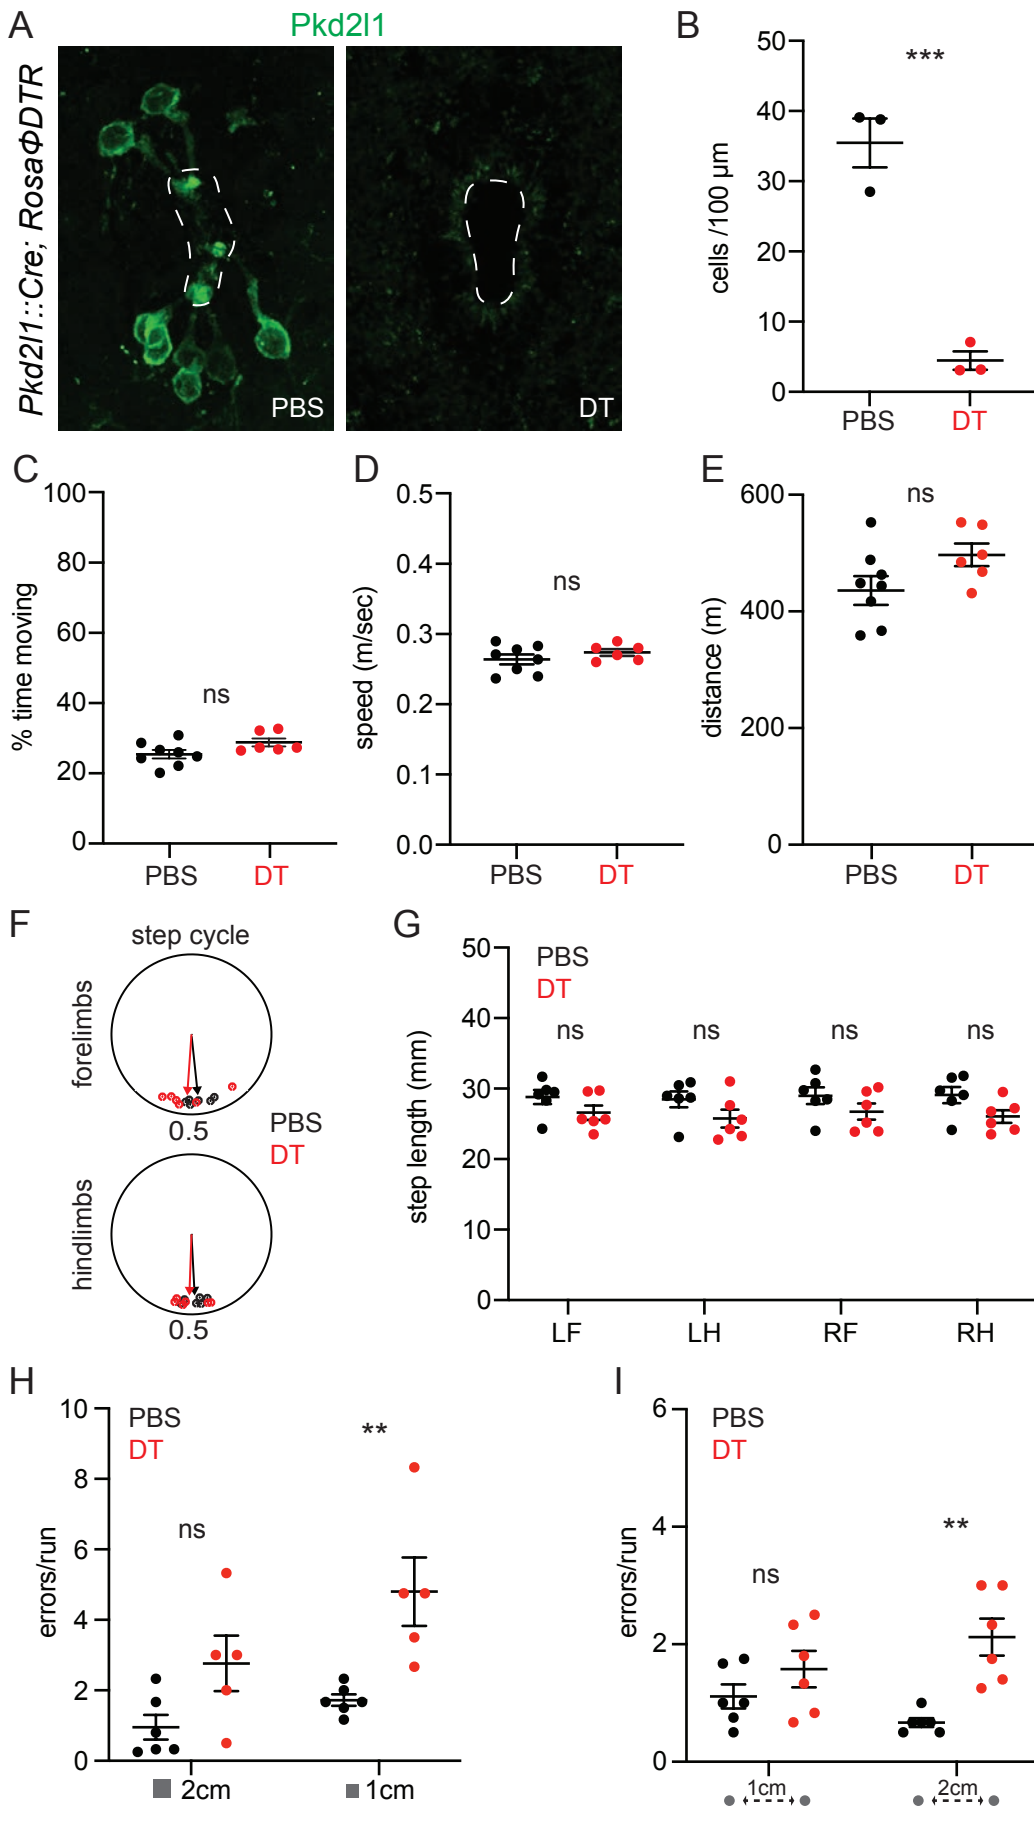 A
Pkd2l1
Pkd2l1::Cre; RosaΦDTR
PBS
DT
B
***
50
40
30
20
10
0
cells /100 µm
PBS
DT
C
100
80
60
40
20
0
% time moving
ns
PBS
DT
D
0.5
0.4
0.3
0.2
0.1
0.0
speed (m/sec)
ns
PBS
DT
E
600
400
200
0
distance (m)
ns
PBS
DT
F
step cycle
forelimbs
0.5
PBS
DT
hindlimbs
0.5
G
50
40
30
20
10
0
step length (mm)
PBS
DT
ns
ns
ns
ns
LF
LH
RF
RH
H
10
8
6
4
2
0
errors/run
PBS
DT
ns
**
2cm
1cm
I
6
4
2
0
errors/run
PBS
DT
ns
**
1cm
2cm